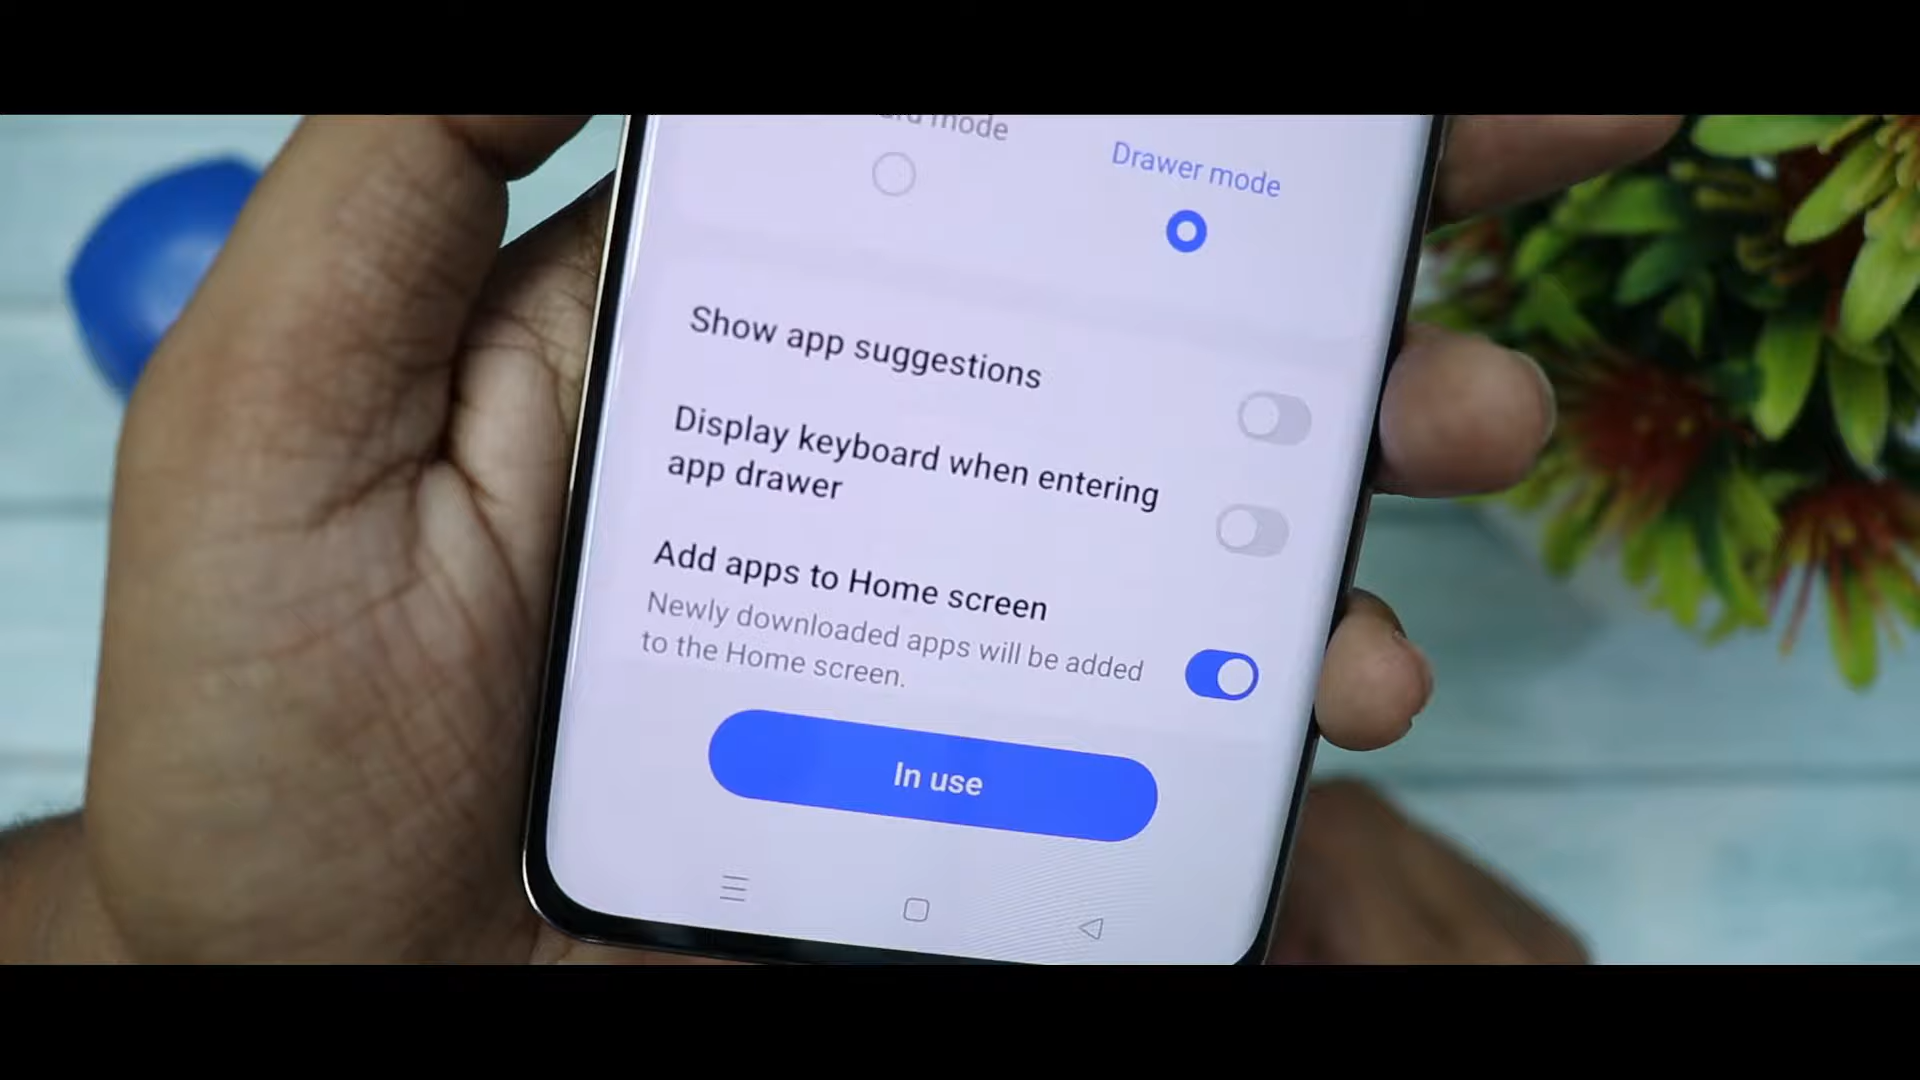 mode
Drawer mode
Show app suggestions
Display keyboard when entering
app drawer
Add apps to Home screen
Newly downloaded apps will be added
to the Home screen.
In use